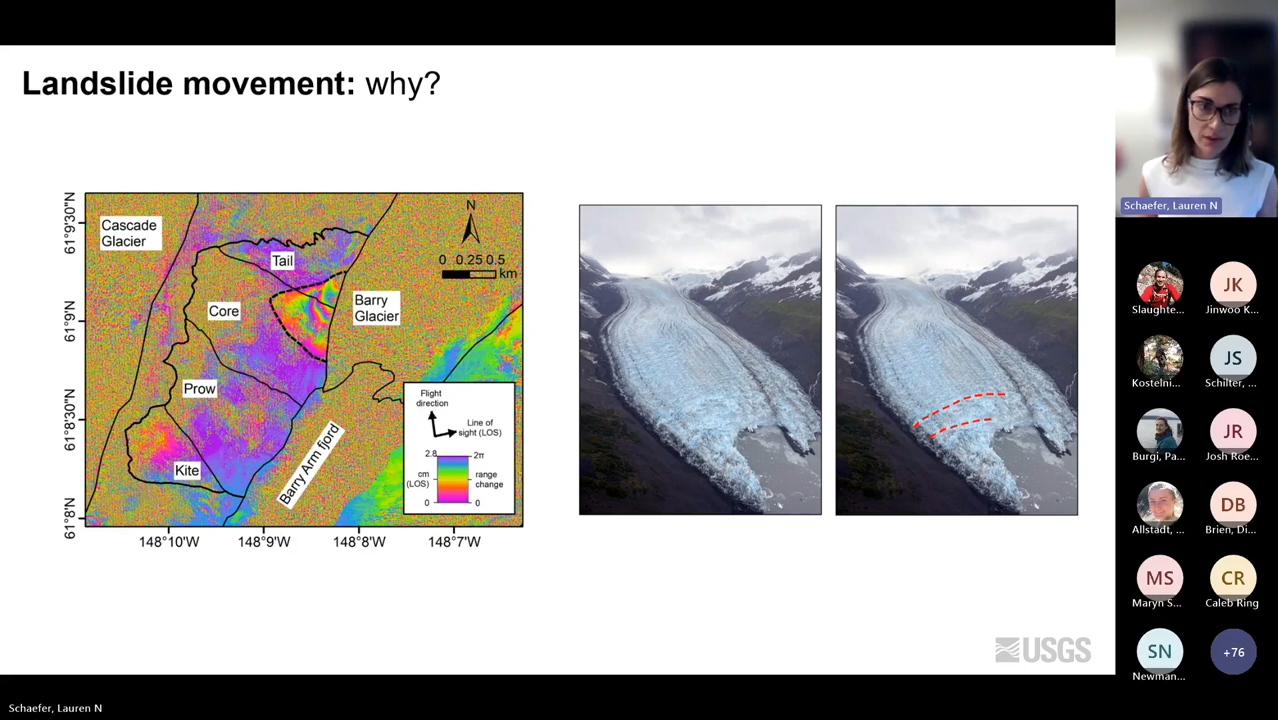 Landslide movement: why?
61°9'30"N
61°9'N
61°8'30"N
61°8'N
Cascade
Glacier
Tail
Core
Barry
Glacier
Prow
Kite
Barry Arm fjord
N
0 0.25 0.5
km
Flight
direction
Line of
sight (LOS)
2.8
2π
cm
(LOS)
range
change
0
0
148°10'W
148°9'W
148°8'W
148°7'W
USGS
Schaefer, Lauren N
Slaughte...
JK
Jinwoo K...
Kostelni...
JS
Schilter, ...
Burgi, Pa...
JR
Josh Roe...
Allstadt, ...
DB
Brien, Di...
MS
Maryn S...
CR
Caleb Ring
SN
Newman...
+76
Schaefer, Lauren N